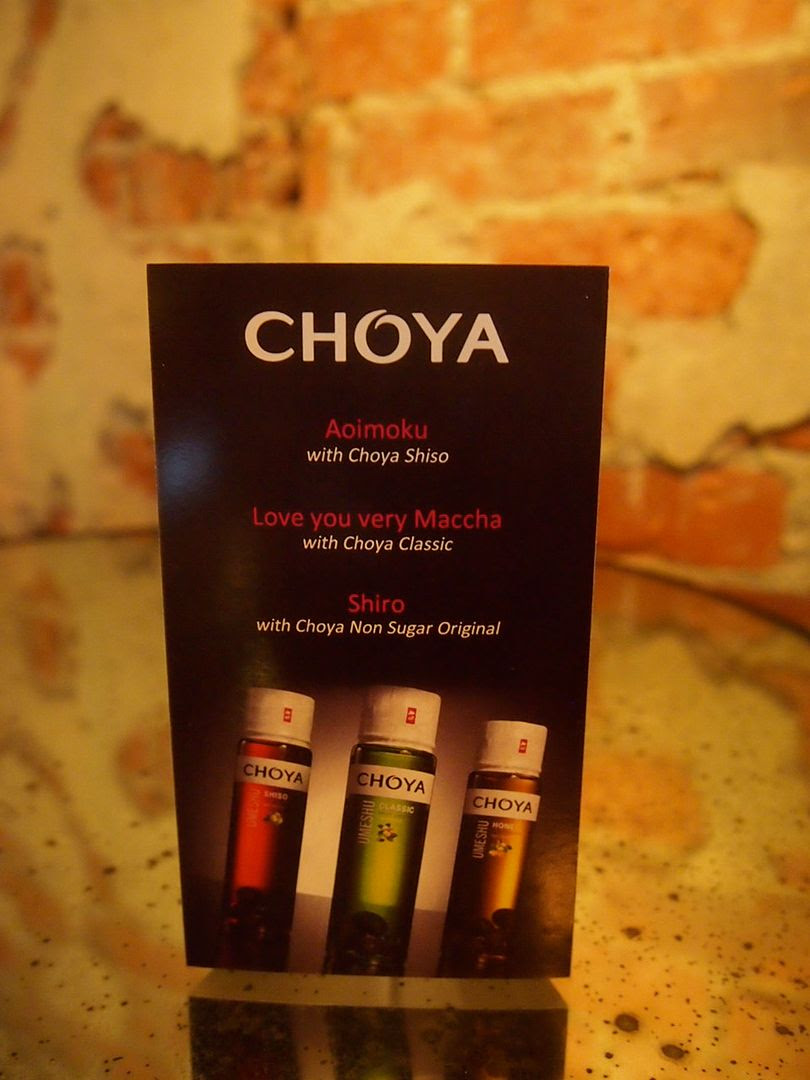 CHOYA
Aoimoku
with Choya Shiso
Love you very Maccha
with Choya Classic
Shiro
with Choya Non Sugar Original
CHOYA
SHISO
UMESHU
CHOYA
CLASSIC
UMESHU
CHOYA
UMESHU